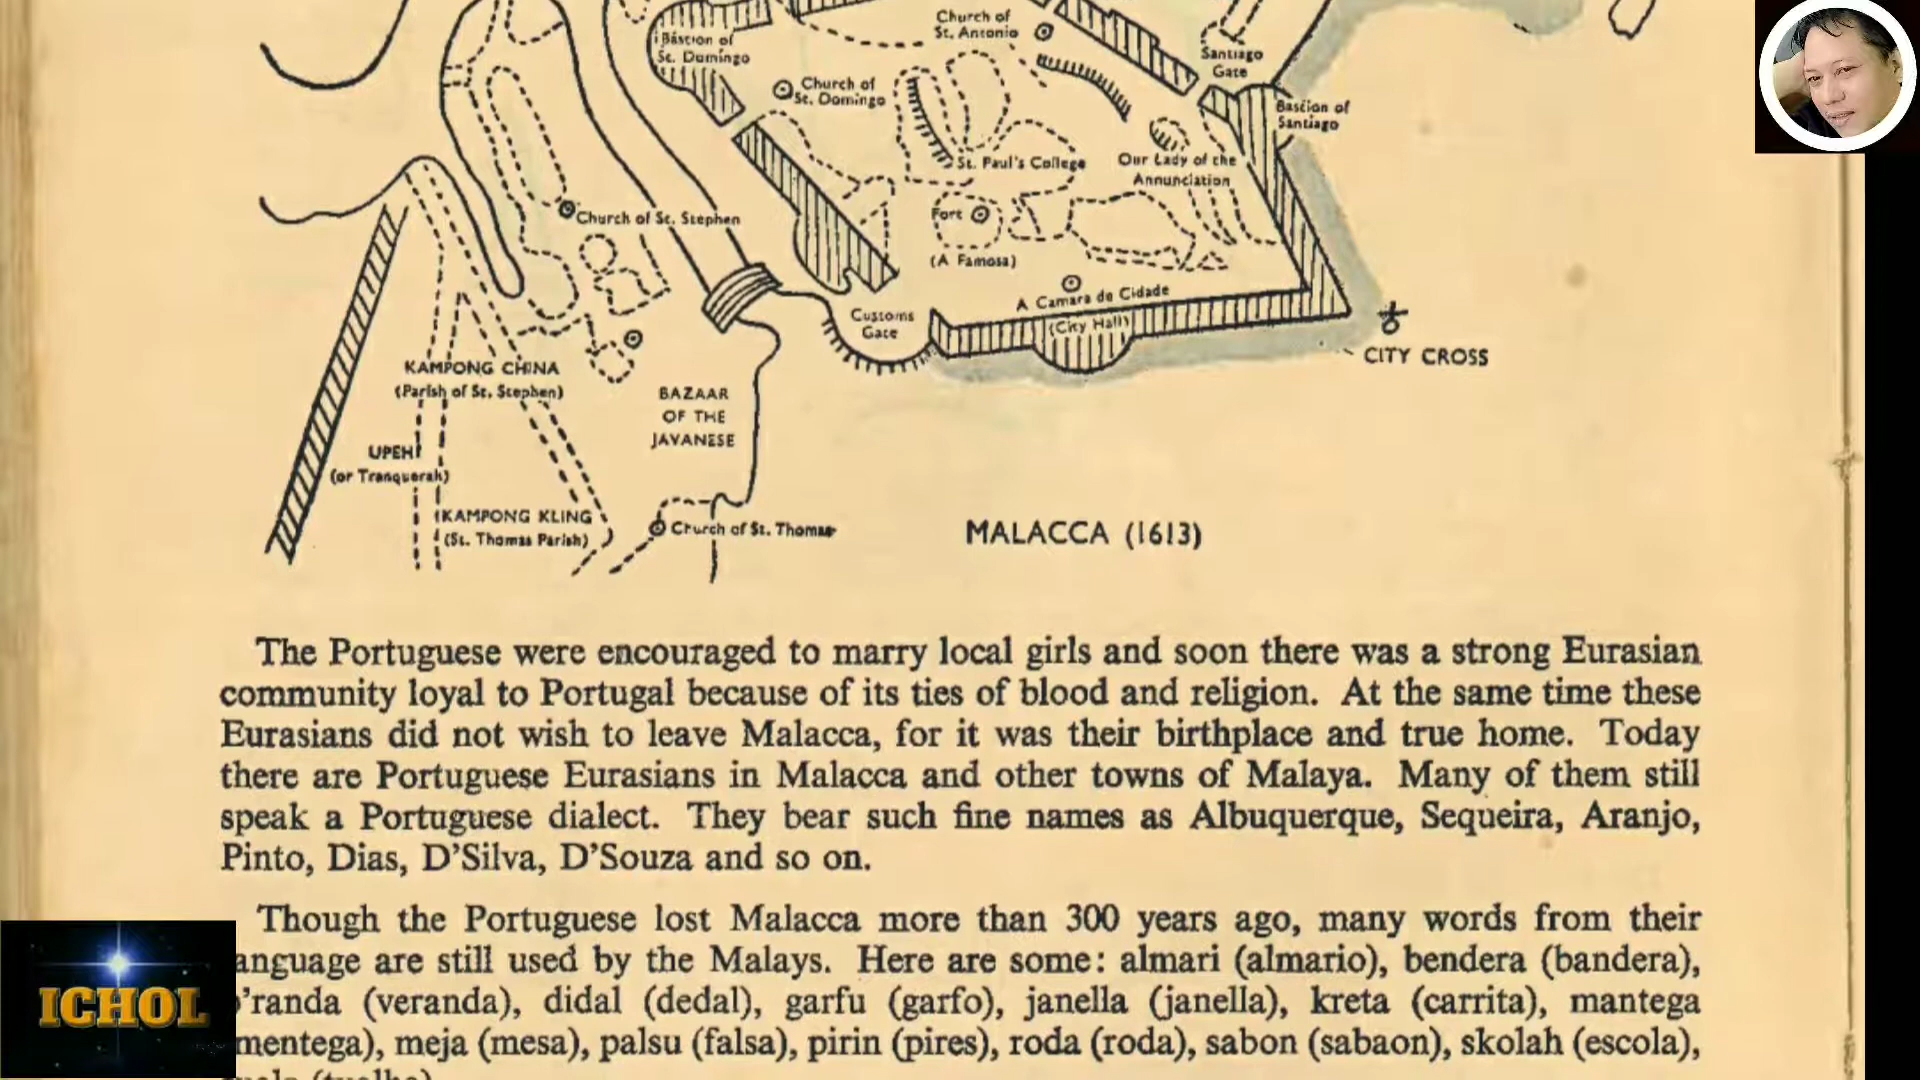 Church of
St. Antonio
Bastion of
St. Domingo
Santiago
Gate
Church of
St. Domingo
Bastion of
Santiago
St. Paul's College
Our Lady of the
Annunciation
Church of St. Stephen
Fort
(A Famosa)
A Camara de Cidade
(City Hall)
Customs
Gate
CITY CROSS
KAMPONG CHINA
(Parish of St. Stephen)
BAZAAR
OF THE
JAVANESE
UPEH
(or Tranquerah)
KAMPONG KLING
(St. Thomas Parish)
Church of St. Thomas
MALACCA (1613)
The Portuguese were encouraged to marry local girls and soon there was a strong Eurasian
community loyal to Portugal because of its ties of blood and religion. At the same time these
Eurasians did not wish to leave Malacca, for it was their birthplace and true home. Today
there are Portuguese Eurasians in Malacca and other towns of Malaya. Many of them still
speak a Portuguese dialect. They bear such fine names as Albuquerque, Sequeira, Aranjo,
Pinto, Dias, D'Silva, D'Souza and so on.
Though the Portuguese lost Malacca more than 300 years ago, many words from their
anguage are still used by the Malays. Here are some: almari (almario), bendera (bandera),
'randa (veranda), didal (dedal), garfu (garfo), janella (janella), kreta (carrita), mantega
mentega), meja (mesa), palsu (falsa), pirin (pires), roda (roda), sabon (sabaon), skolah (escola),
ICHOL